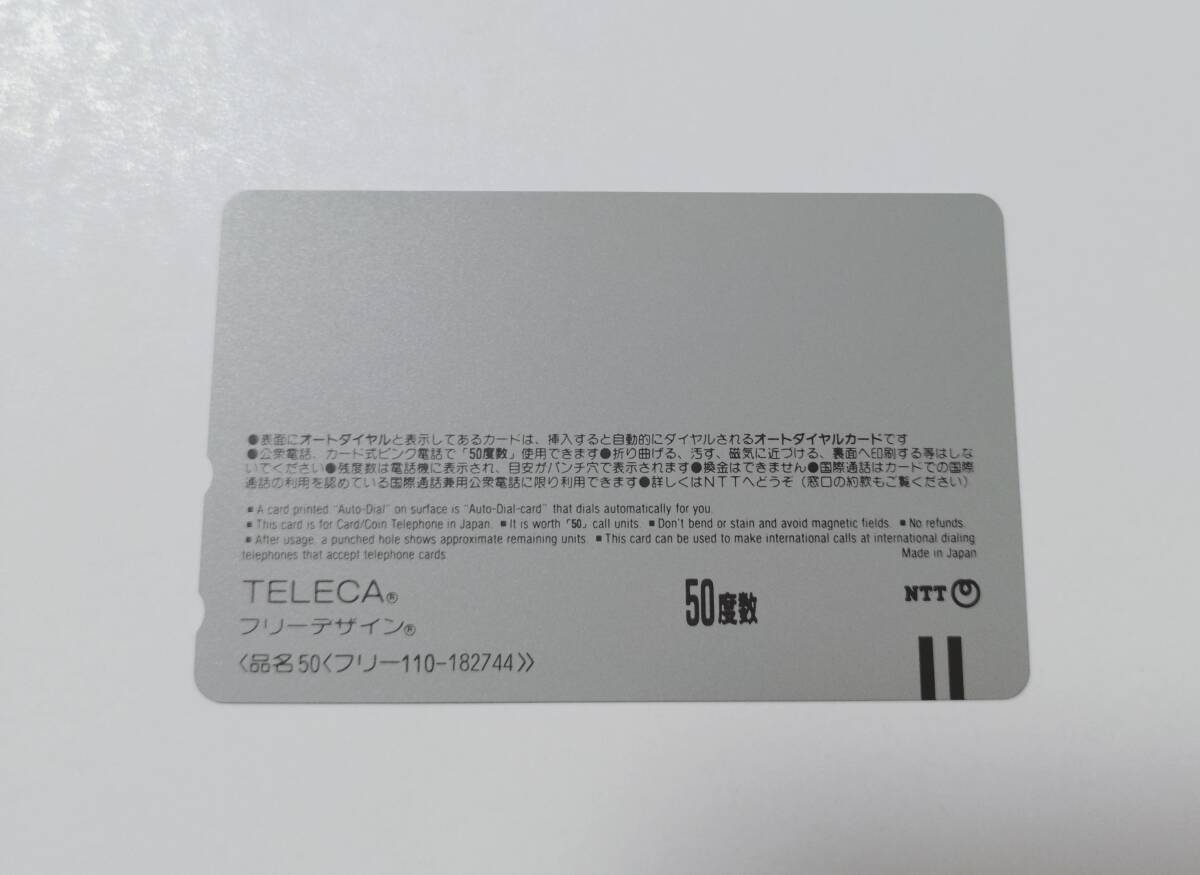 ●表面にオートダイヤルと表示してあるカードは、挿入すると自動的にダイヤルされるオートダイヤルカードです
●公衆電話、カード式ピンク電話で「50度数」使用できます●折り曲げる、汚す、磁気に近づける、裏面へ印刷する等はしな
いでください●残度数は電話機に表示され、目安がパンチ穴で表示されます●換金はできません●国際通話はカードでの国際
通話の利用を認めている国際通話兼用公衆電話に限り利用できます●詳しくはNTTへどうぞ（窓口の約款もご覧ください）
■ A card printed "Auto-Dial" on surface is "Auto-Dial-card" that dials automatically for you.
■ This card is for Card/Coin Telephone in Japan. ■ It is worth「50」call units. ■ Don't bend or stain and avoid magnetic fields. ■ No refunds.
■ After usage, a punched hole shows approximate remaining units. ■ This card can be used to make international calls at international dialing
telephones that accept telephone cards.
Made in Japan
TELECA®
フリーデザイン®
〈品名50〈フリー110-182744〉〉
50度数
NTT